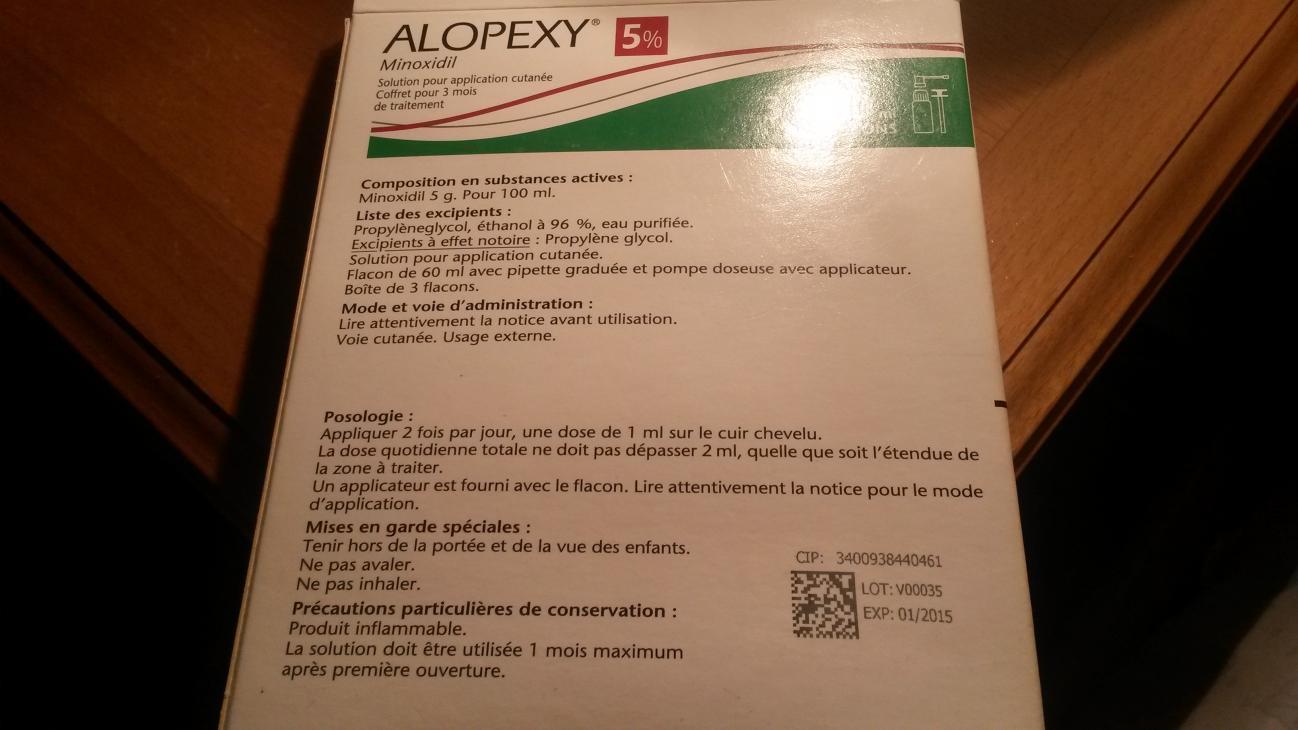 ALOPEXY® 5%
Minoxidil
Solution pour application cutanée
Coffret pour 3 mois
de traitement
Composition en substances actives :
Minoxidil 5 g. Pour 100 ml.
Liste des excipients :
Propylèneglycol, éthanol à 96 %, eau purifiée.
Excipients à effet notoire : Propylène glycol.
Solution pour application cutanée.
Flacon de 60 ml avec pipette graduée et pompe doseuse avec applicateur.
Boîte de 3 flacons.
Mode et voie d'administration :
Lire attentivement la notice avant utilisation.
Voie cutanée. Usage externe.
Posologie :
Appliquer 2 fois par jour, une dose de 1 ml sur le cuir chevelu.
La dose quotidienne totale ne doit pas dépasser 2 ml, quelle que soit l'étendue de
la zone à traiter.
Un applicateur est fourni avec le flacon. Lire attentivement la notice pour le mode
d'application.
Mises en garde spéciales :
Tenir hors de la portée et de la vue des enfants.
Ne pas avaler.
Ne pas inhaler.
Précautions particulières de conservation :
Produit inflammable.
La solution doit être utilisée 1 mois maximum
après première ouverture.
CIP: 3400938440461
LOT: V00035
EXP: 01/2015